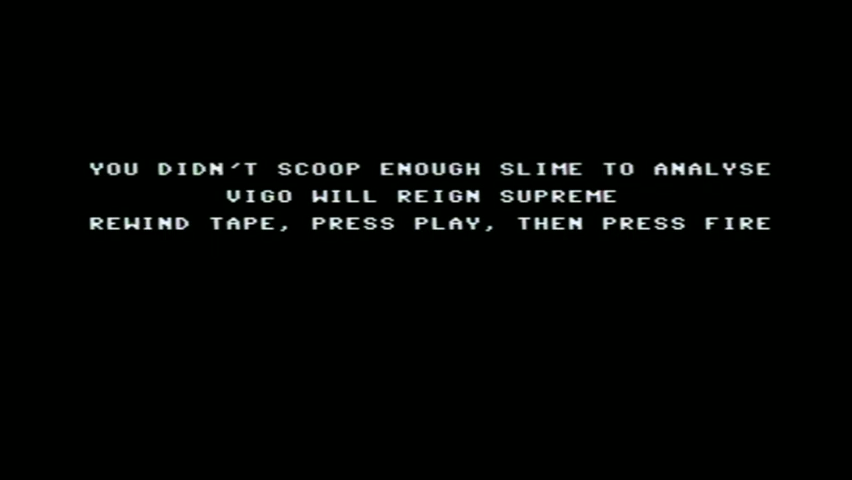 YOU DIDN'T SCOOP ENOUGH SLIME TO ANALYSE
VIGO WILL REIGN SUPREME
REWIND TAPE, PRESS PLAY, THEN PRESS FIRE